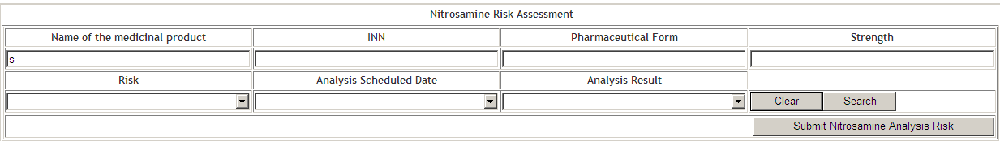 Nitrosamine Risk Assessment
Name of the medicinal product INN Pharmaceutical Form Strength
s
Risk Analysis Scheduled Date Analysis Result
Clear Search
Submit Nitrosamine Analysis Risk